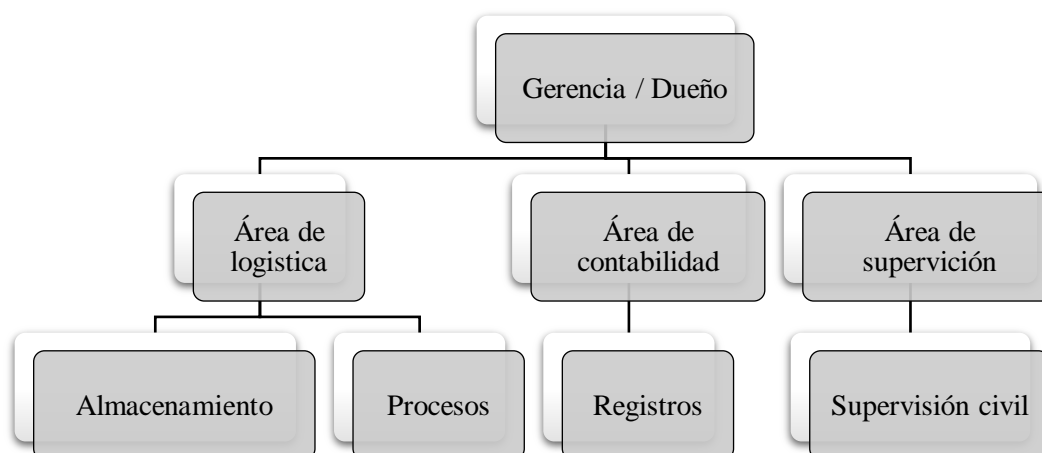 Gerencia / Dueño
Área de
logistica
Área de
contabilidad
Área de
supervición
Almacenamiento
Procesos
Registros
Supervisión civil